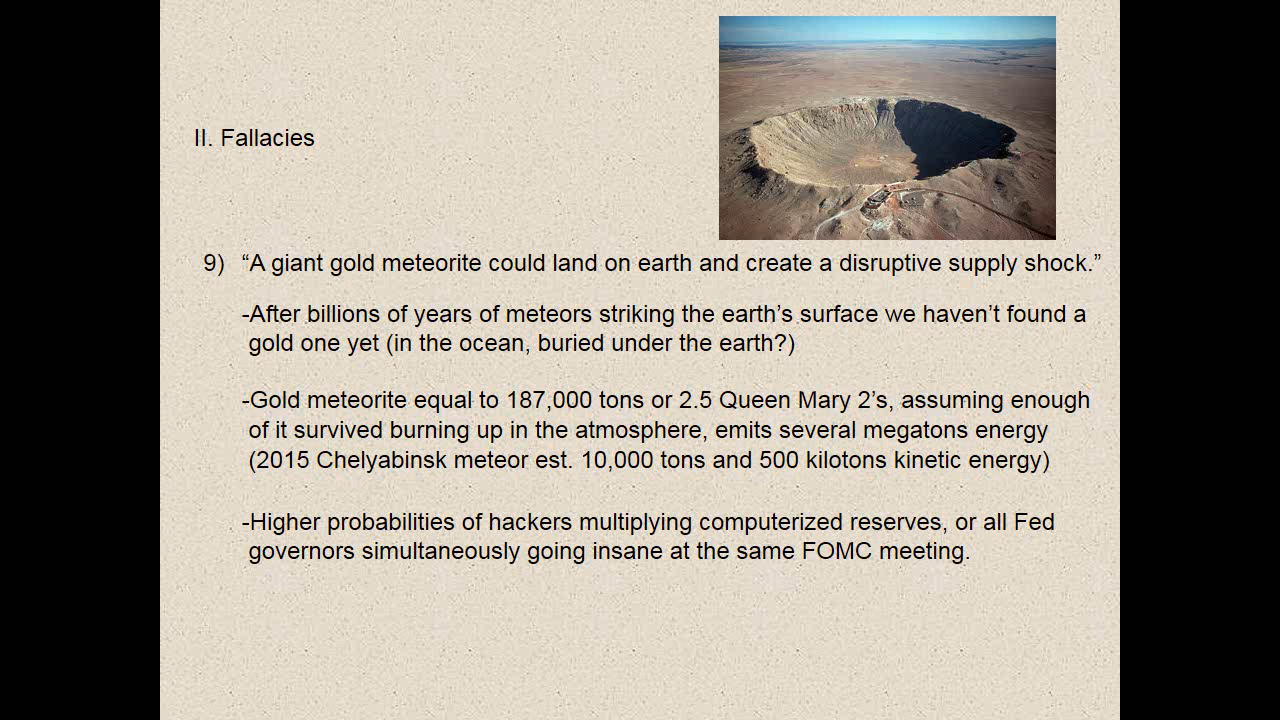 II. Fallacies
9) “A giant gold meteorite could land on earth and create a disruptive supply shock.”
-After billions of years of meteors striking the earth’s surface we haven’t found a
gold one yet (in the ocean, buried under the earth?)
-Gold meteorite equal to 187,000 tons or 2.5 Queen Mary 2’s, assuming enough
of it survived burning up in the atmosphere, emits several megatons energy
(2015 Chelyabinsk meteor est. 10,000 tons and 500 kilotons kinetic energy)
-Higher probabilities of hackers multiplying computerized reserves, or all Fed
governors simultaneously going insane at the same FOMC meeting.